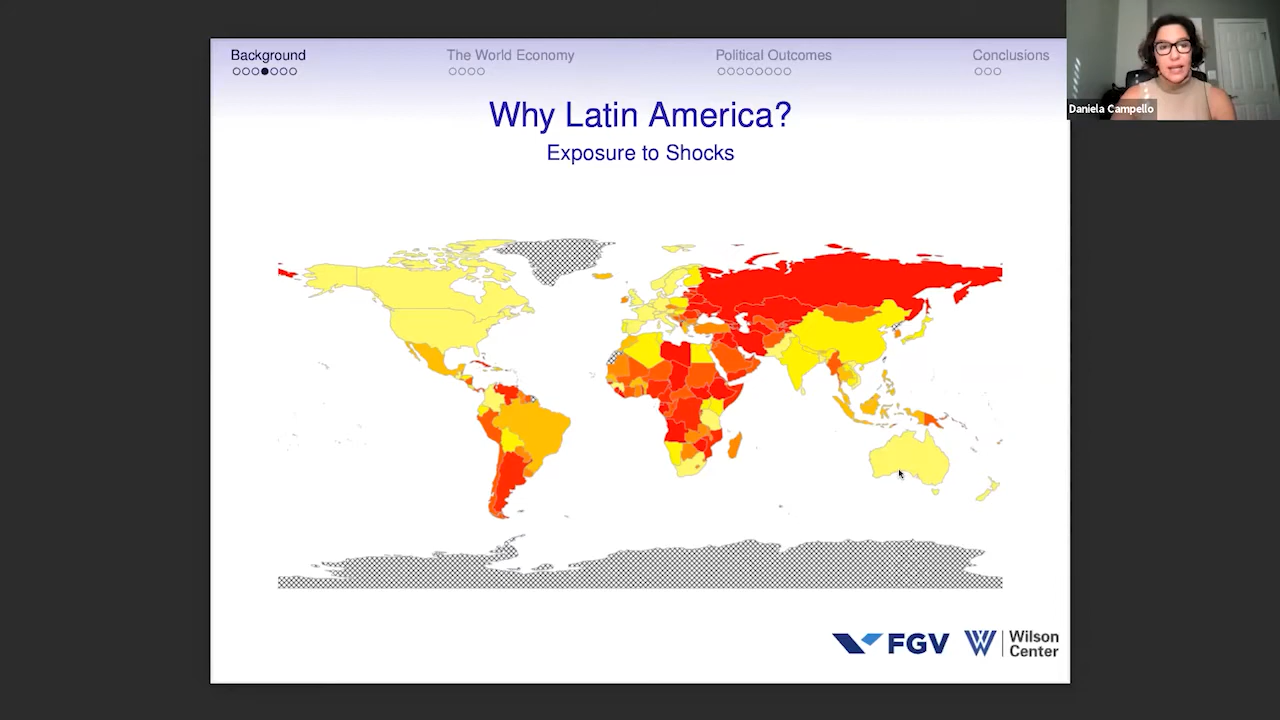 Background
The World Economy
Political Outcomes
Conclusions
Daniela Campello
Why Latin America?
Exposure to Shocks
FGV
Wilson
Center